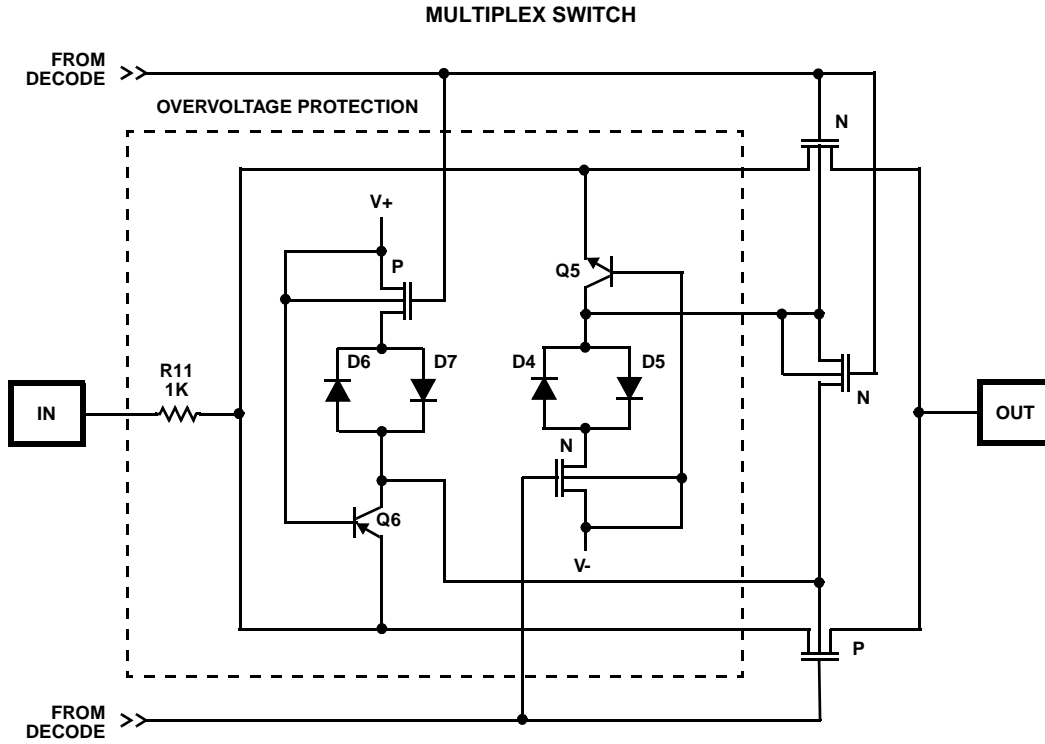 MULTIPLEX SWITCH
FROM
DECODE
OVERVOLTAGE PROTECTION
N
V+
P
Q5
D6
D7
D4
D5
R11
1K
N
IN
OUT
N
Q6
V-
P
FROM
DECODE